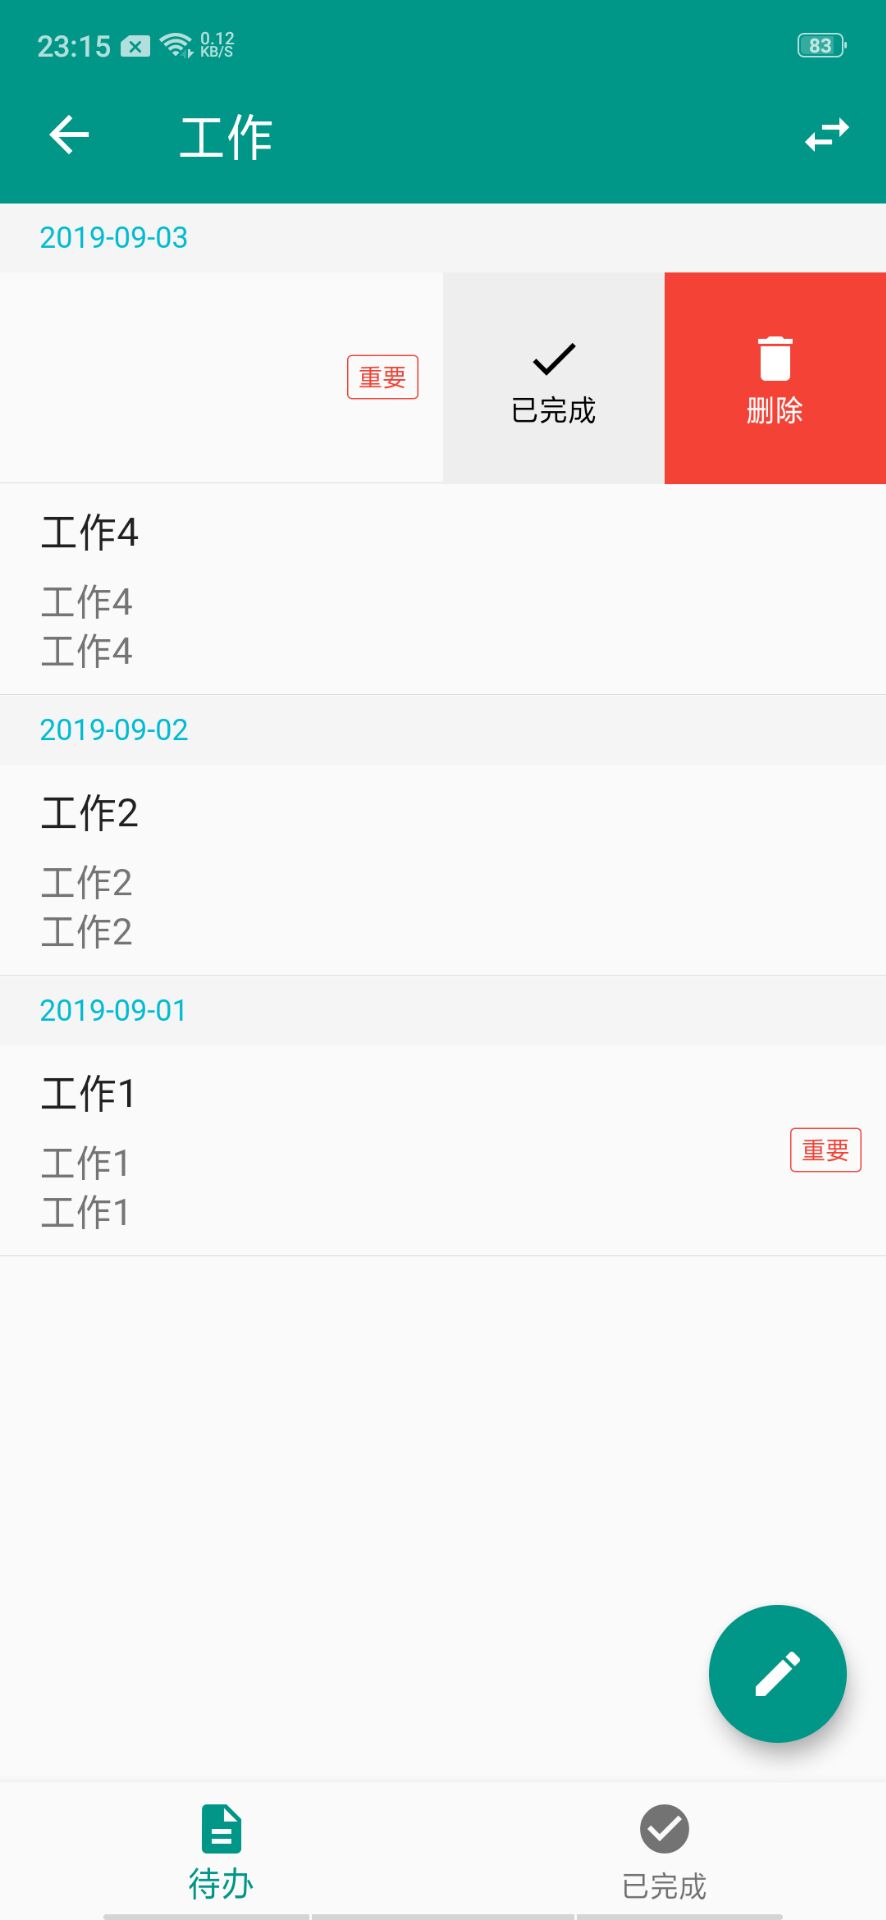 23:15 0.12 KB/S 83
工作
2019-09-03
重要 已完成 删除
工作4
工作4
工作4
2019-09-02
工作2
工作2
工作2
2019-09-01
工作1
重要
工作1
工作1
待办 已完成